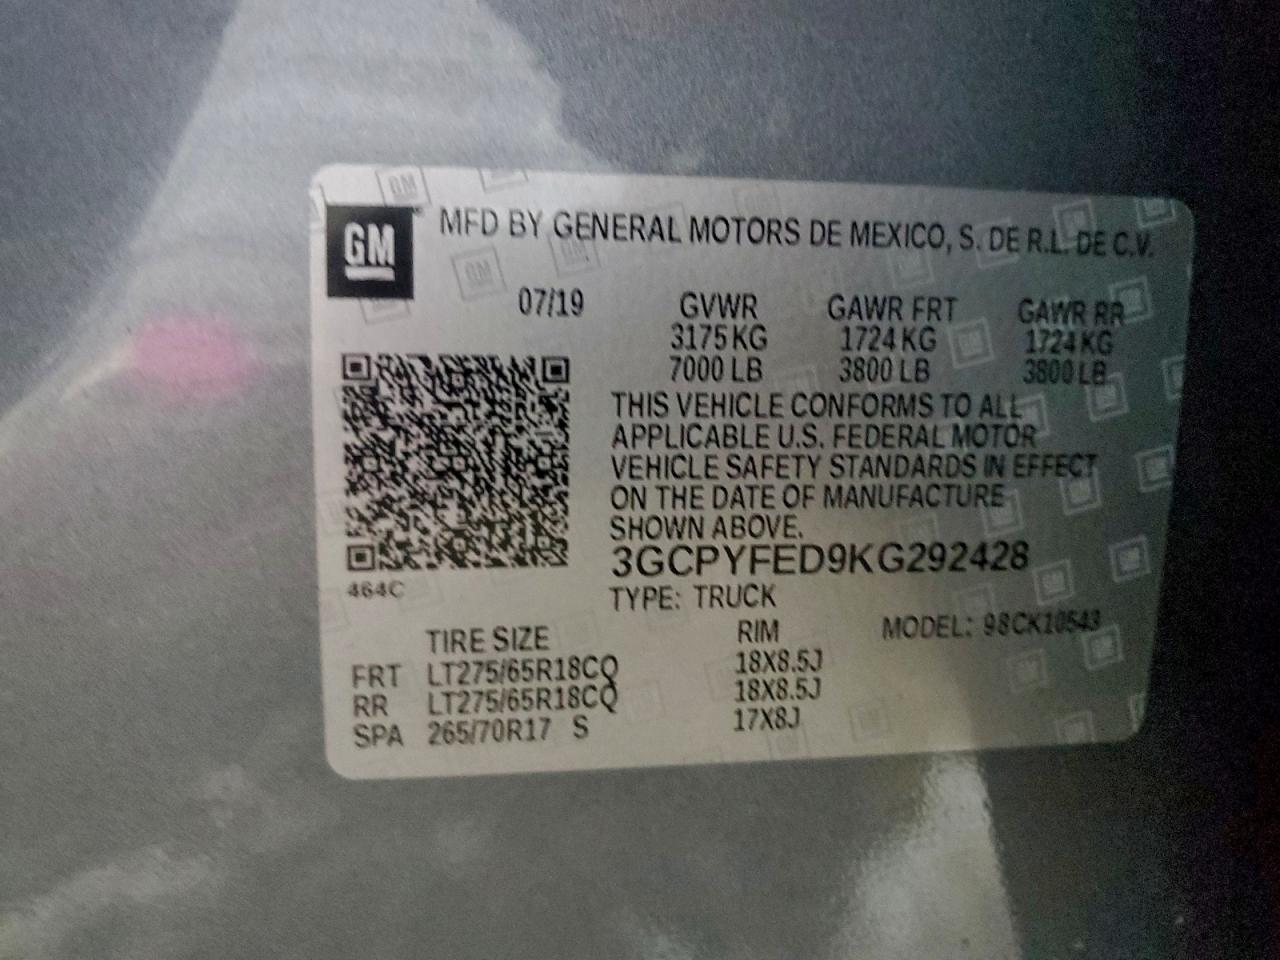 GM
MFD BY GENERAL MOTORS DE MEXICO, S. DE R.L. DE C.V.
07/19 GVWR GAWR FRT GAWR RR
3175 KG 1724 KG 1724 KG
7000 LB 3800 LB 3800 LB
THIS VEHICLE CONFORMS TO ALL
APPLICABLE U.S. FEDERAL MOTOR
VEHICLE SAFETY STANDARDS IN EFFECT
ON THE DATE OF MANUFACTURE
SHOWN ABOVE.
3GCPYFED9KG292428
464C
TYPE: TRUCK
TIRE SIZE RIM MODEL: 98CK10543
FRT LT275/65R18CQ 18X8.5J
RR LT275/65R18CQ 18X8.5J
SPA 265/70R17 S 17X8J